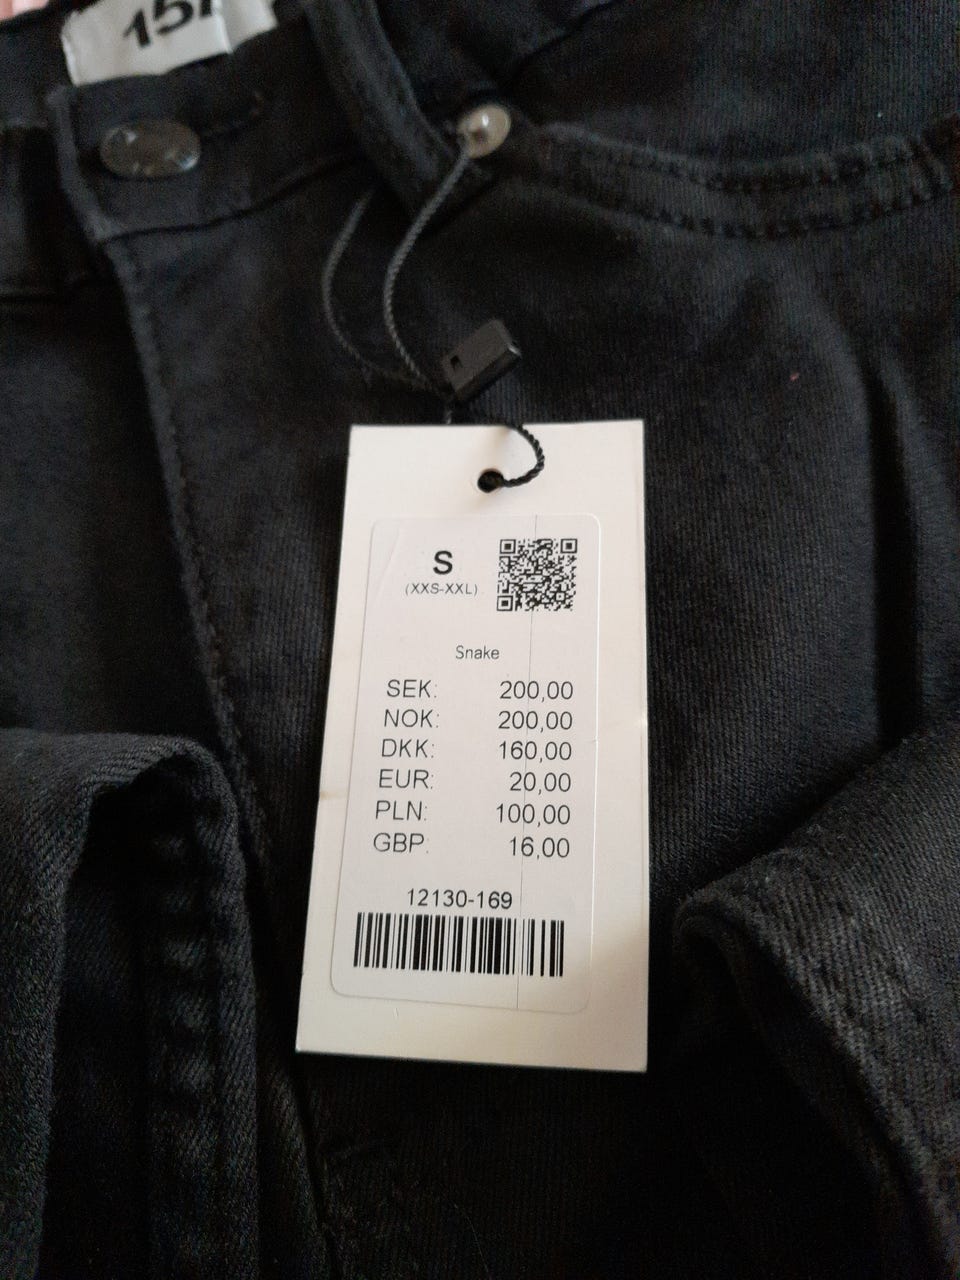 S
(XXS-XXL)
Snake
SEK: 200,00
NOK: 200,00
DKK: 160,00
EUR: 20,00
PLN: 100,00
GBP: 16,00
12130-169